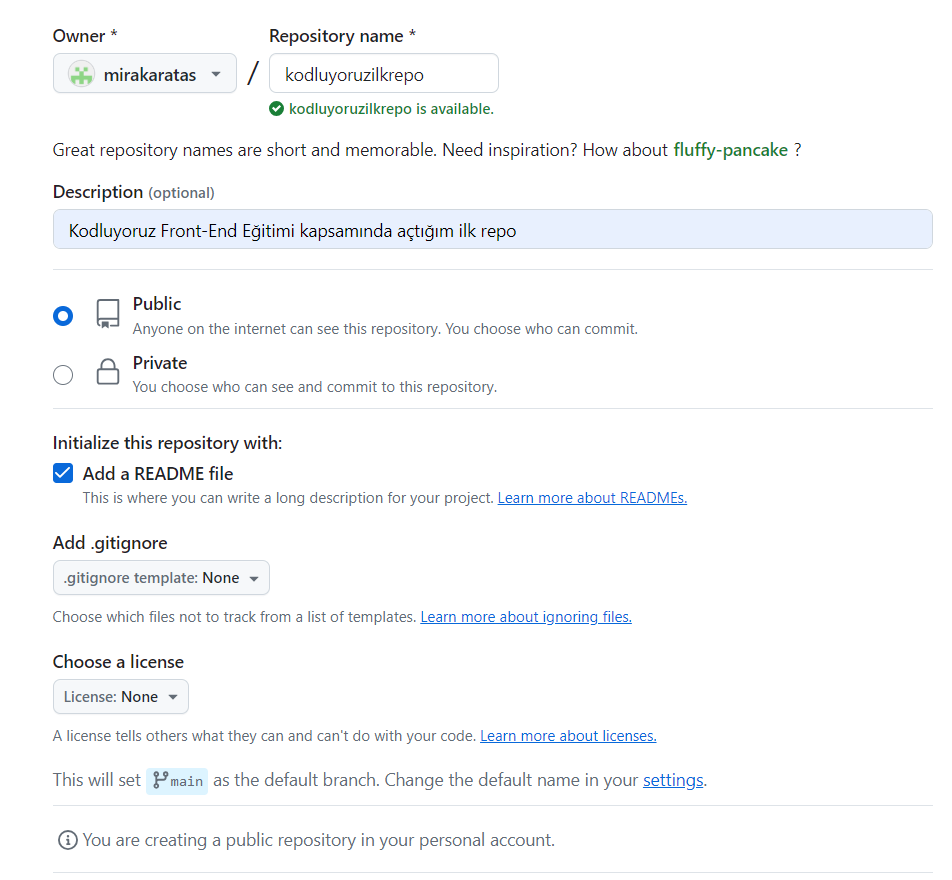 Owner *
Repository name *
mirakaratas
/
kodluyoruzilkrepo
kodluyoruzilkrepo is available.
Great repository names are short and memorable. Need inspiration? How about fluffy-pancake ?
Description (optional)
Kodluyoruz Front-End Eğitimi kapsamında açtığım ilk repo
Public
Anyone on the internet can see this repository. You choose who can commit.
Private
You choose who can see and commit to this repository.
Initialize this repository with:
Add a README file
This is where you can write a long description for your project. Learn more about READMEs.
Add .gitignore
.gitignore template: None
Choose which files not to track from a list of templates. Learn more about ignoring files.
Choose a license
License: None
A license tells others what they can and can't do with your code. Learn more about licenses.
This will set main as the default branch. Change the default name in your settings.
You are creating a public repository in your personal account.